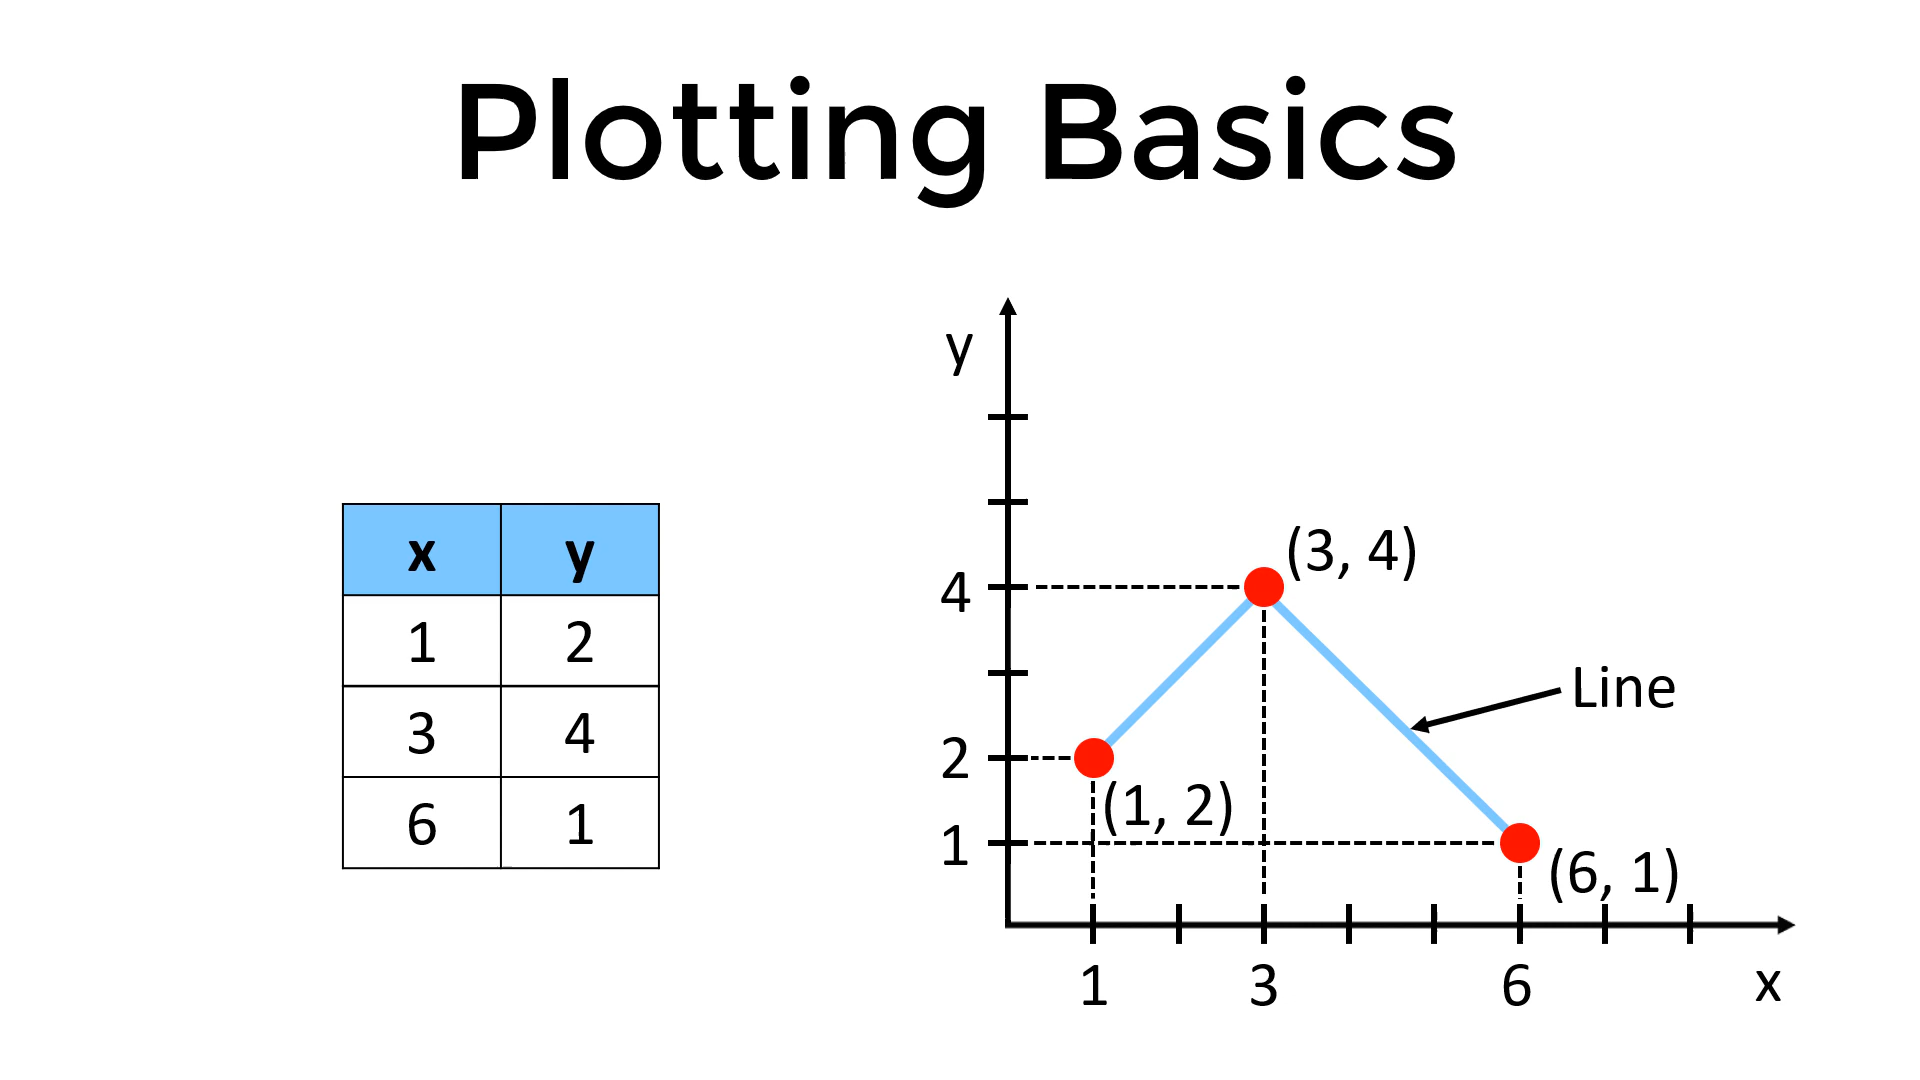 Plotting Basics
x y
1 2
3 4
6 1
y
4
2
1
(3, 4)
Line
(1, 2)
(6, 1)
1 3 6 x